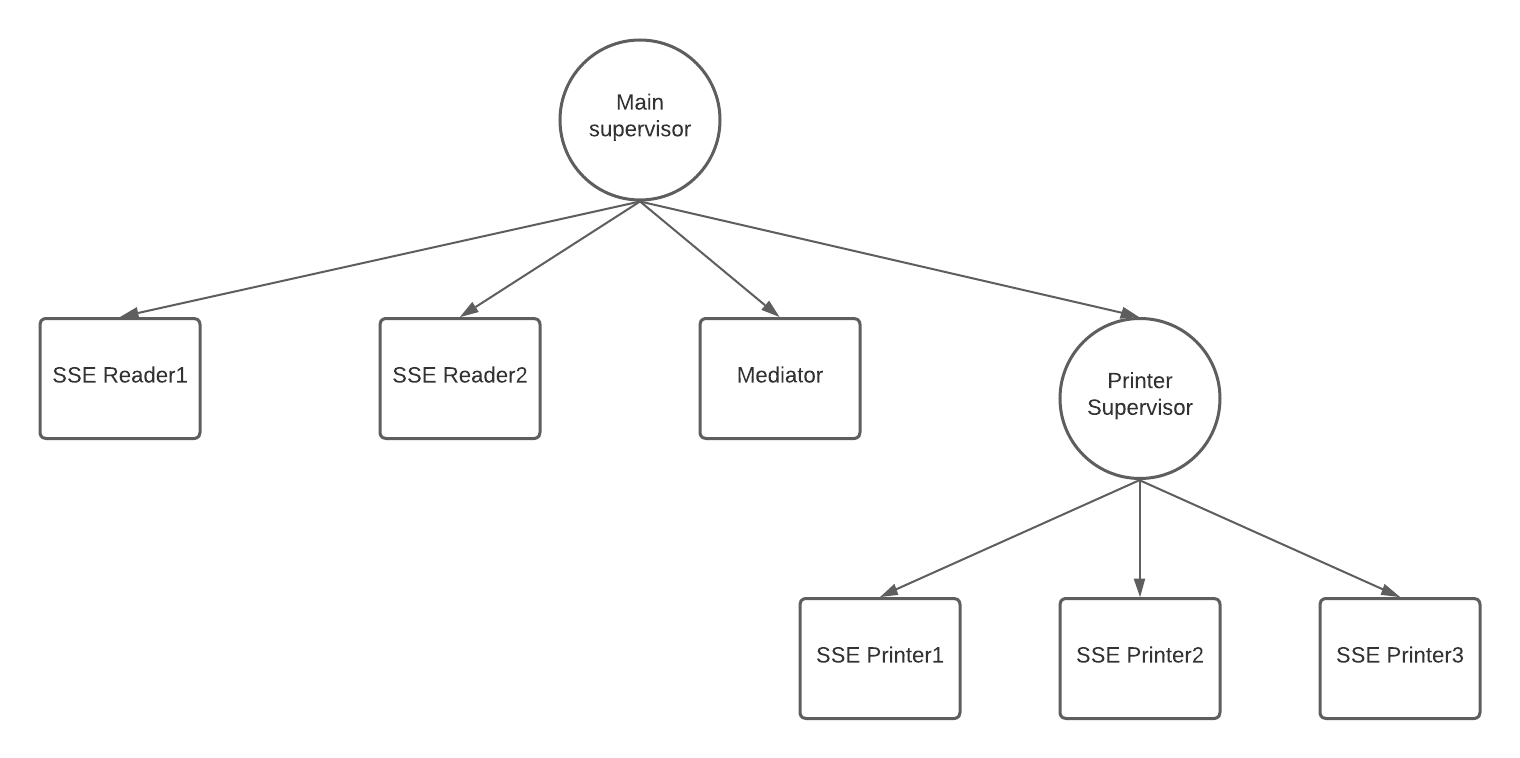 Main
supervisor
SSE Reader1
SSE Reader2
Mediator
Printer
Supervisor
SSE Printer1
SSE Printer2
SSE Printer3